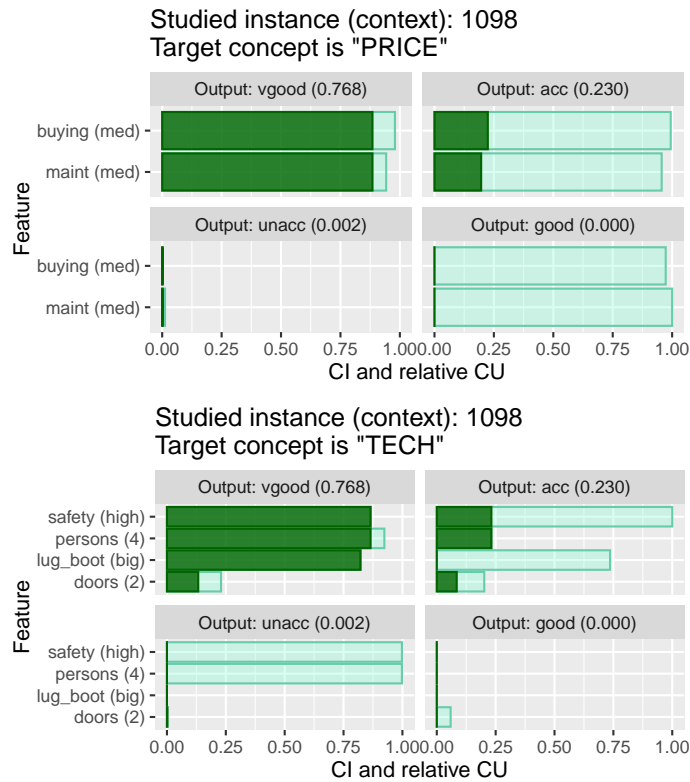 Studied instance (context): 1098
Target concept is "PRICE"
Output: vgood (0.768) Output: acc (0.230)
buying (med)
maint (med)
Output: unacc (0.002) Output: good (0.000)
buying (med)
maint (med)
Feature
0.00 0.25 0.50 0.75 1.00 0.00 0.25 0.50 0.75 1.00
CI and relative CU
Studied instance (context): 1098
Target concept is "TECH"
Output: vgood (0.768) Output: acc (0.230)
safety (high)
persons (4)
lug_boot (big)
doors (2)
Output: unacc (0.002) Output: good (0.000)
safety (high)
persons (4)
lug_boot (big)
doors (2)
Feature
0.00 0.25 0.50 0.75 1.00 0.00 0.25 0.50 0.75 1.00
CI and relative CU